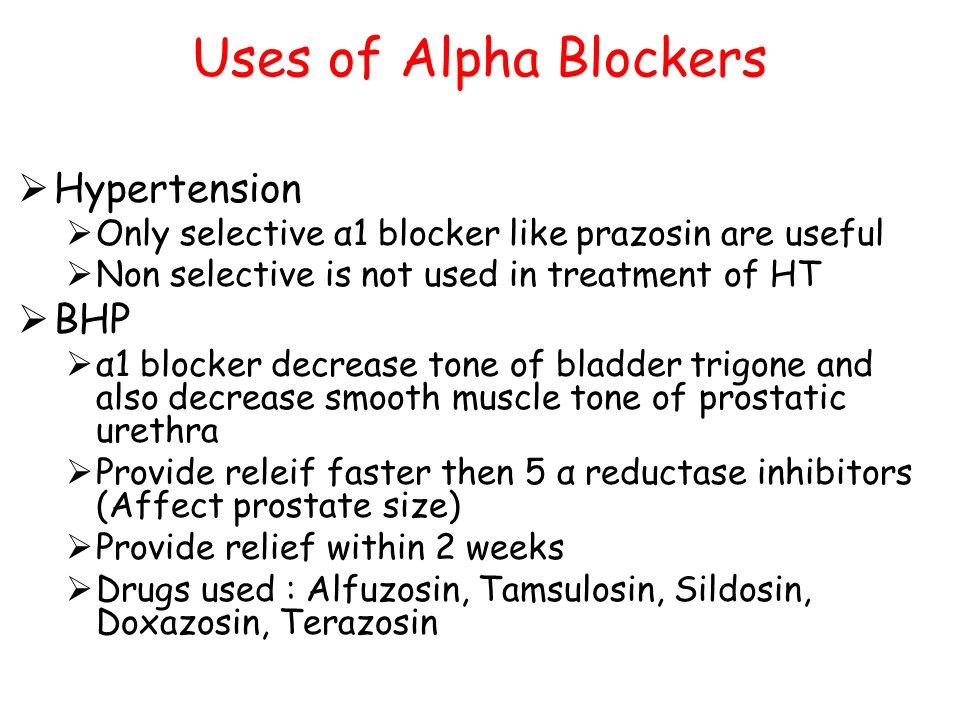 Uses of Alpha Blockers
➢Hypertension
➢Only selective α1 blocker like prazosin are useful
➢Non selective is not used in treatment of HT
➢BHP
➢α1 blocker decrease tone of bladder trigone and
also decrease smooth muscle tone of prostatic
urethra
➢Provide releif faster then 5 α reductase inhibitors
(Affect prostate size)
➢Provide relief within 2 weeks
➢Drugs used : Alfuzosin, Tamsulosin, Sildosin,
Doxazosin, Terazosin